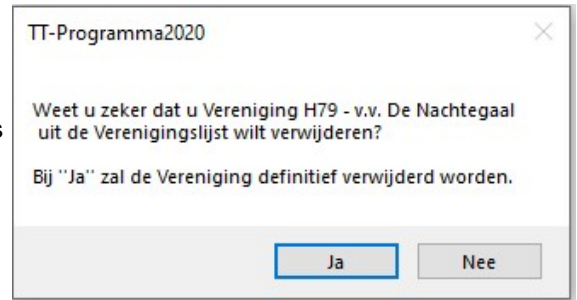 TT-Programma2020
Weet u zeker dat u Vereniging H79 - v.v. De Nachtegaal
uit de Verenigingslijst wilt verwijderen?
Bij ''Ja'' zal de Vereniging definitief verwijderd worden.
Ja
Nee